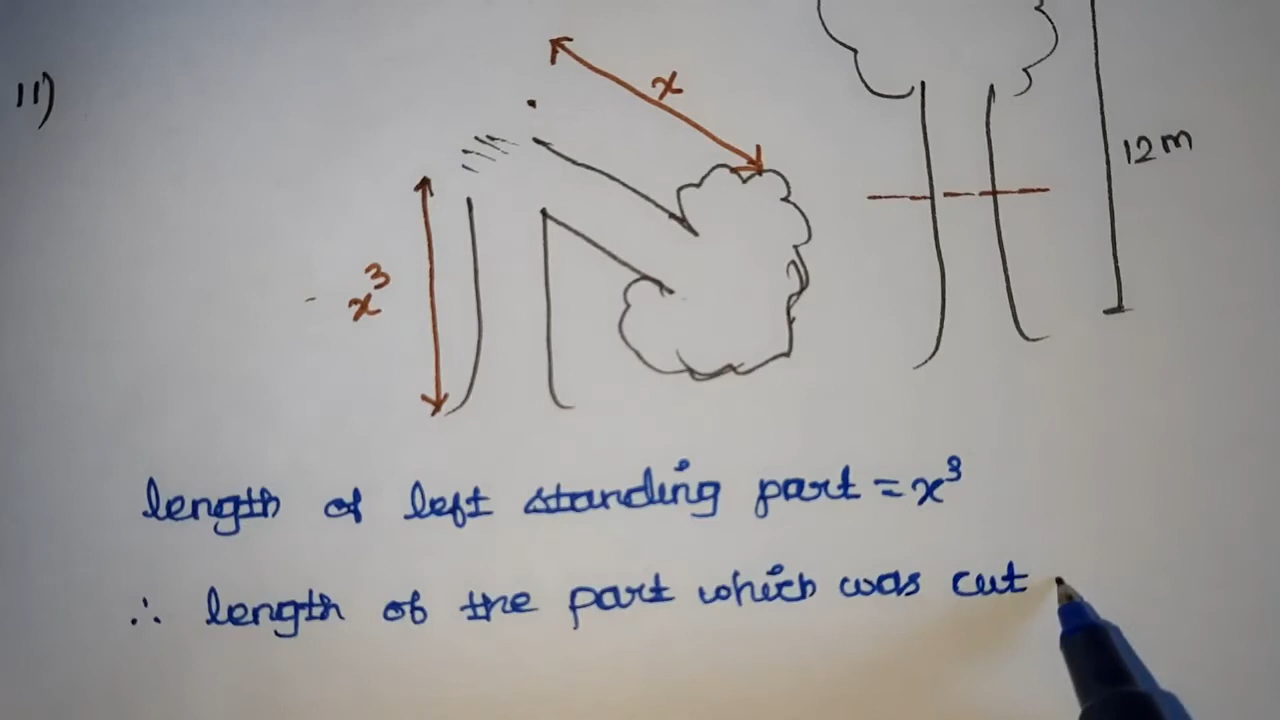 11)
x
12m
x³
length of left standing part = x³
∴ length of the part which was cut